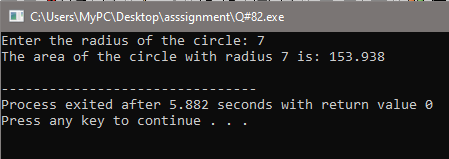 C:\Users\MyPC\Desktop\asssignment\Q#82.exe
Enter the radius of the circle: 7
The area of the circle with radius 7 is: 153.938
--------------------------------
Process exited after 5.882 seconds with return value 0
Press any key to continue . . .